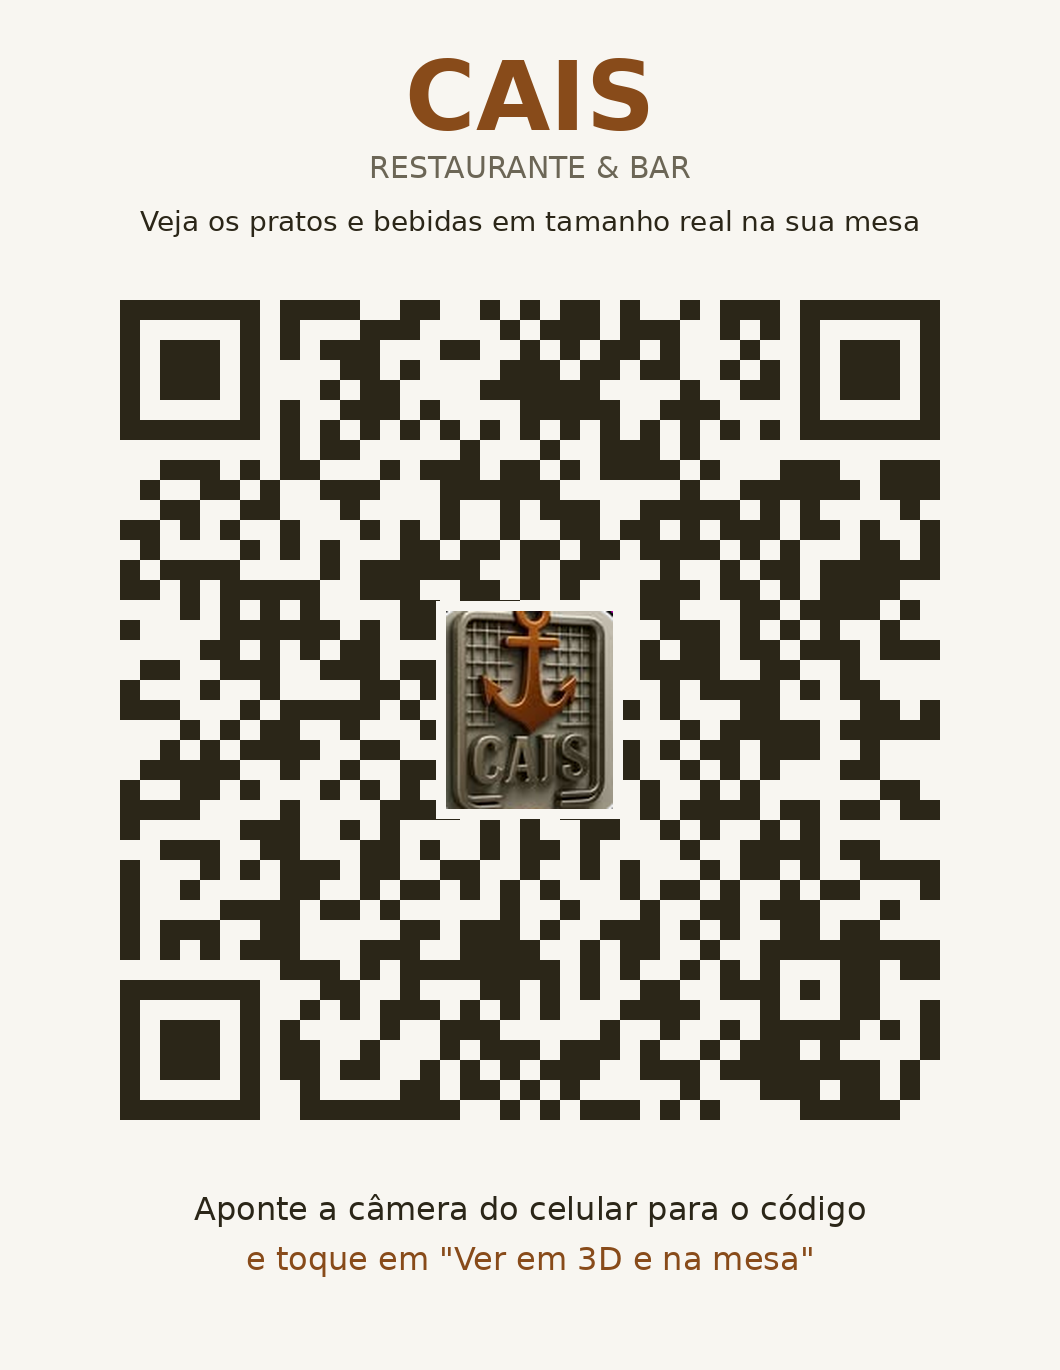 CAIS
RESTAURANTE & BAR
Veja os pratos e bebidas em tamanho real na sua mesa
CAIS
Aponte a câmera do celular para o código
e toque em "Ver em 3D e na mesa"